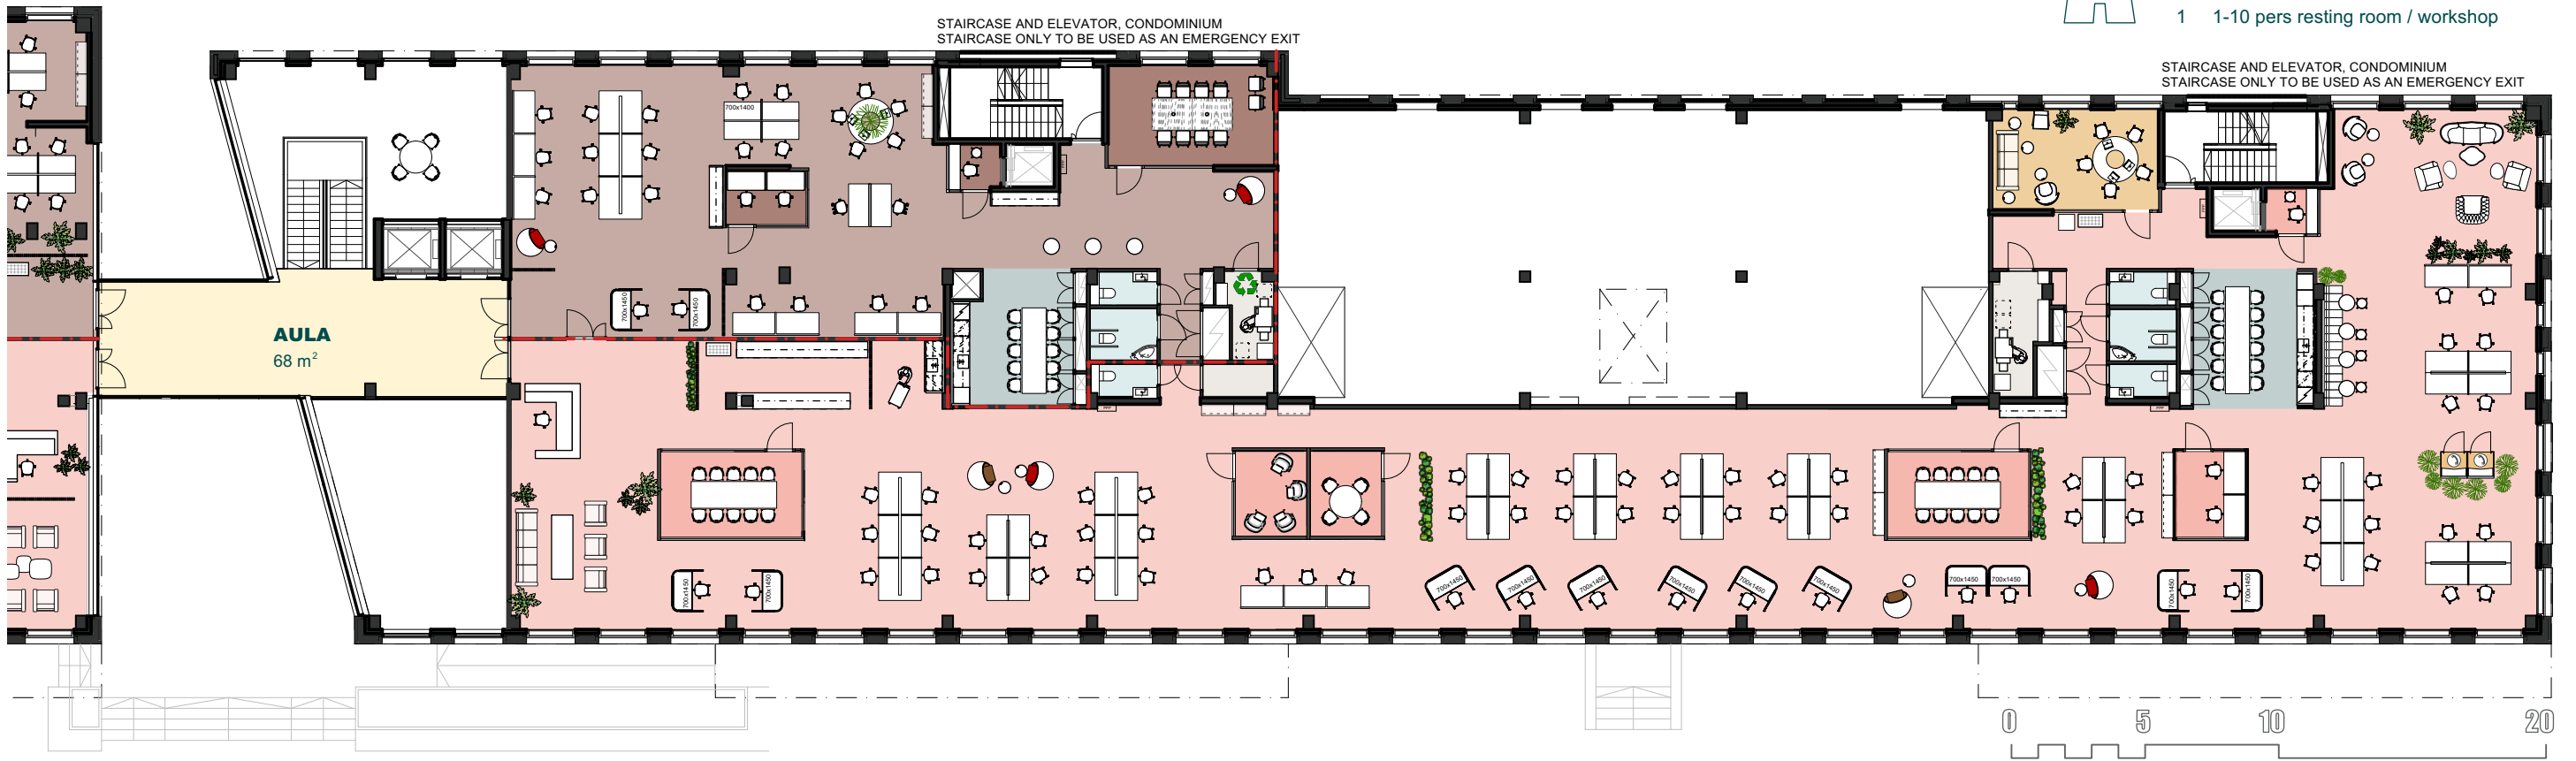 STAIRCASE AND ELEVATOR, CONDOMINIUM
STAIRCASE ONLY TO BE USED AS AN EMERGENCY EXIT
1 1-10 pers resting room / workshop
STAIRCASE AND ELEVATOR, CONDOMINIUM
STAIRCASE ONLY TO BE USED AS AN EMERGENCY EXIT
700x1400
700x1450
700x1450
AULA
68 m²
700x1450
700x1450
700x1450
700x1450
700x1450
700x1450
700x1450
700x1450
700x1450
700x1450
700x1450
700x1450
0 5 10 20